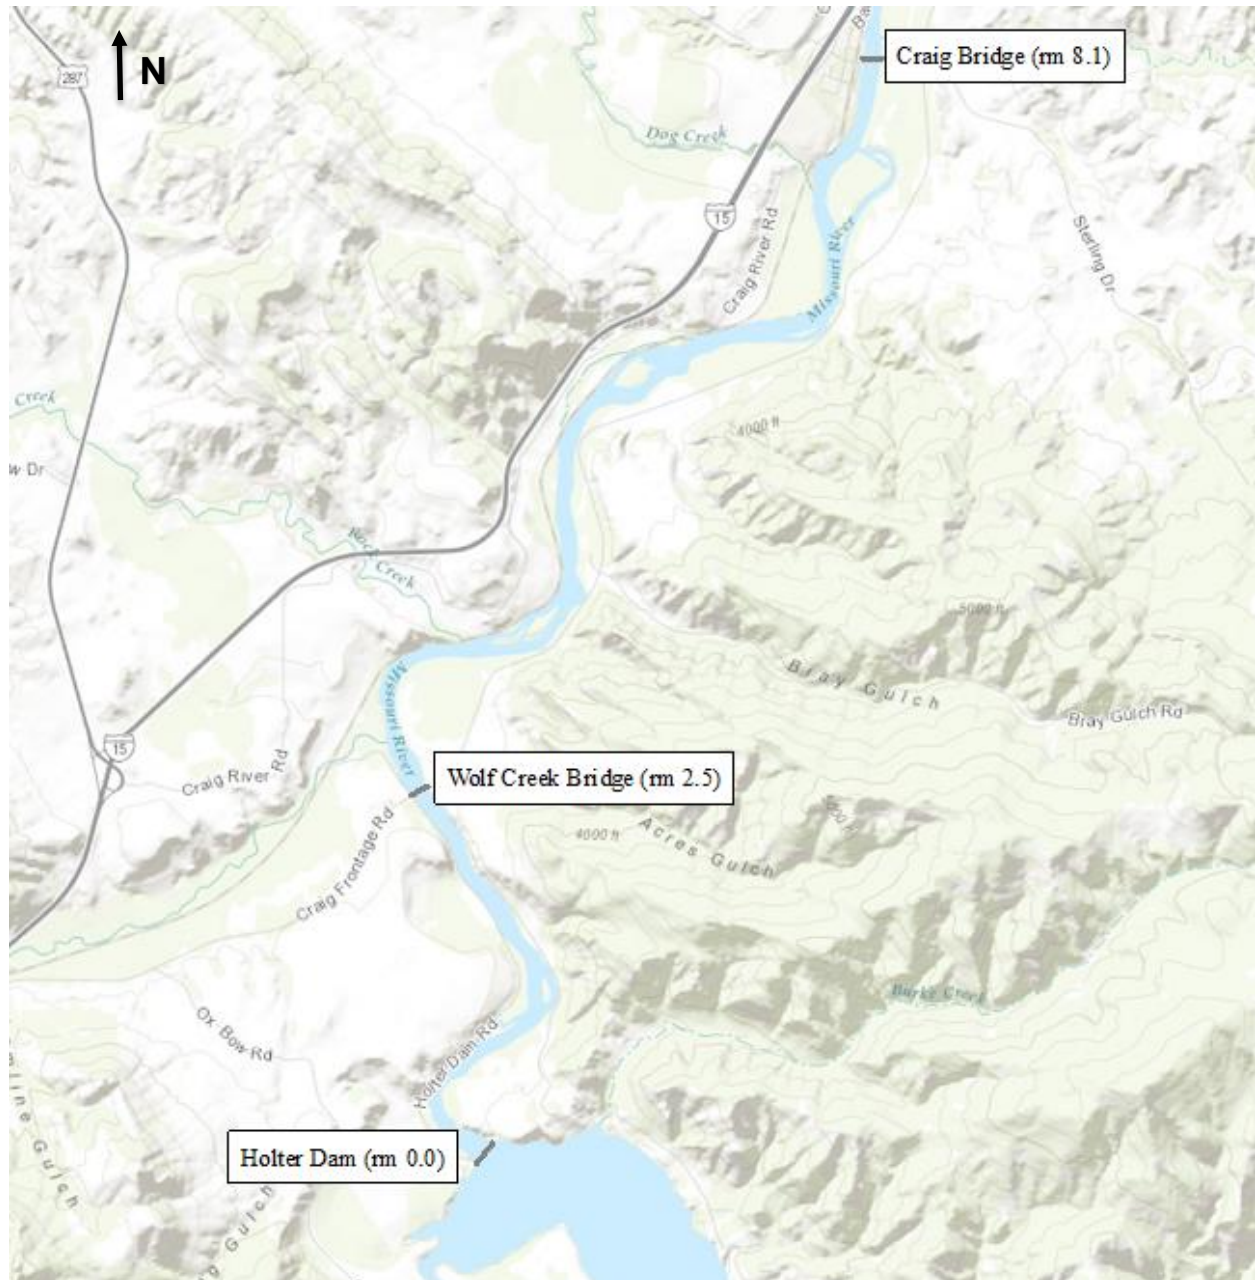 Craig Bridge (rm 8.1)
N
287
Dog Creek
15
Craig River Rd
Missouri River
Sterling Dr
Creek
4000 ft
w Dr
Creek
5000 ft
Missouri River
Bray Gulch
Bray Gulch Rd
15
Craig River Rd
Wolf Creek Bridge (rm 2.5)
Craig Frontage Rd
4000 ft
Acres Gulch
Burke Creek
Ox Bow Rd
Holter Dam Rd
Gulch
Holter Dam (rm 0.0)
Gulch